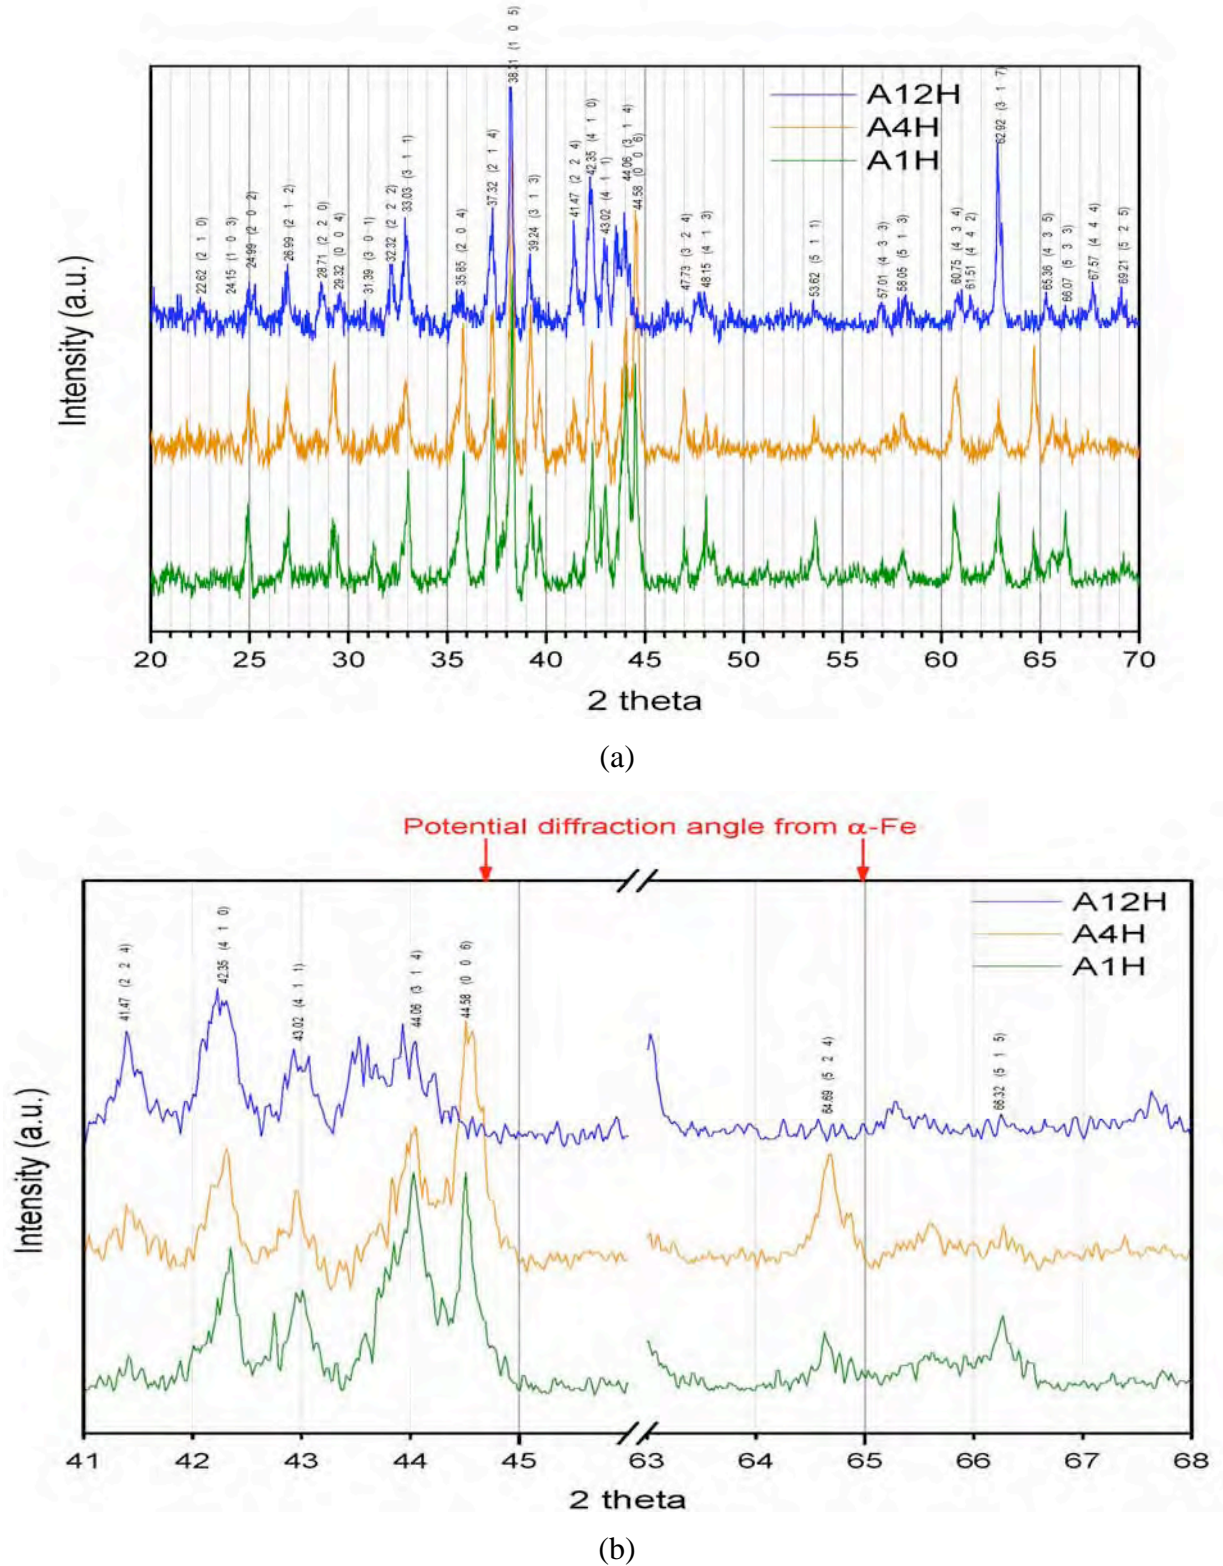 22.62 (2 1 0)
24.15 (1 0 3)
24.99 (2 0 2)
26.99 (2 1 2)
28.71 (2 2 0)
29.32 (0 0 4)
31.39 (3 0 1)
32.32 (2 2 2)
33.03 (3 1 1)
35.85 (2 0 4)
37.32 (2 1 4)
38.31 (1 0 5)
39.24 (3 1 3)
41.47 (2 2 4)
42.35 (4 1 0)
43.02 (4 1 1)
44.06 (3 1 4)
44.58 (0 0 6)
47.73 (3 2 4)
48.15 (4 1 3)
53.62 (5 1 1)
57.01 (4 3 3)
58.05 (5 1 3)
60.75 (4 3 4)
61.51 (4 4 2)
62.92 (3 1 7)
65.36 (4 3 5)
66.07 (5 3 3)
67.57 (4 4 4)
69.21 (5 2 5)
A12H
A4H
A1H
Intensity (a.u.)
20 25 30 35 40 45 50 55 60 65 70
2 theta
(a)
Potential diffraction angle from α-Fe
A12H
A4H
A1H
41.47 (2 2 4)
42.35 (4 1 0)
43.02 (4 1 1)
44.06 (3 1 4)
44.58 (0 0 6)
64.69 (5 2 4)
66.32 (5 1 5)
Intensity (a.u.)
41 42 43 44 45 63 64 65 66 67 68
2 theta
(b)